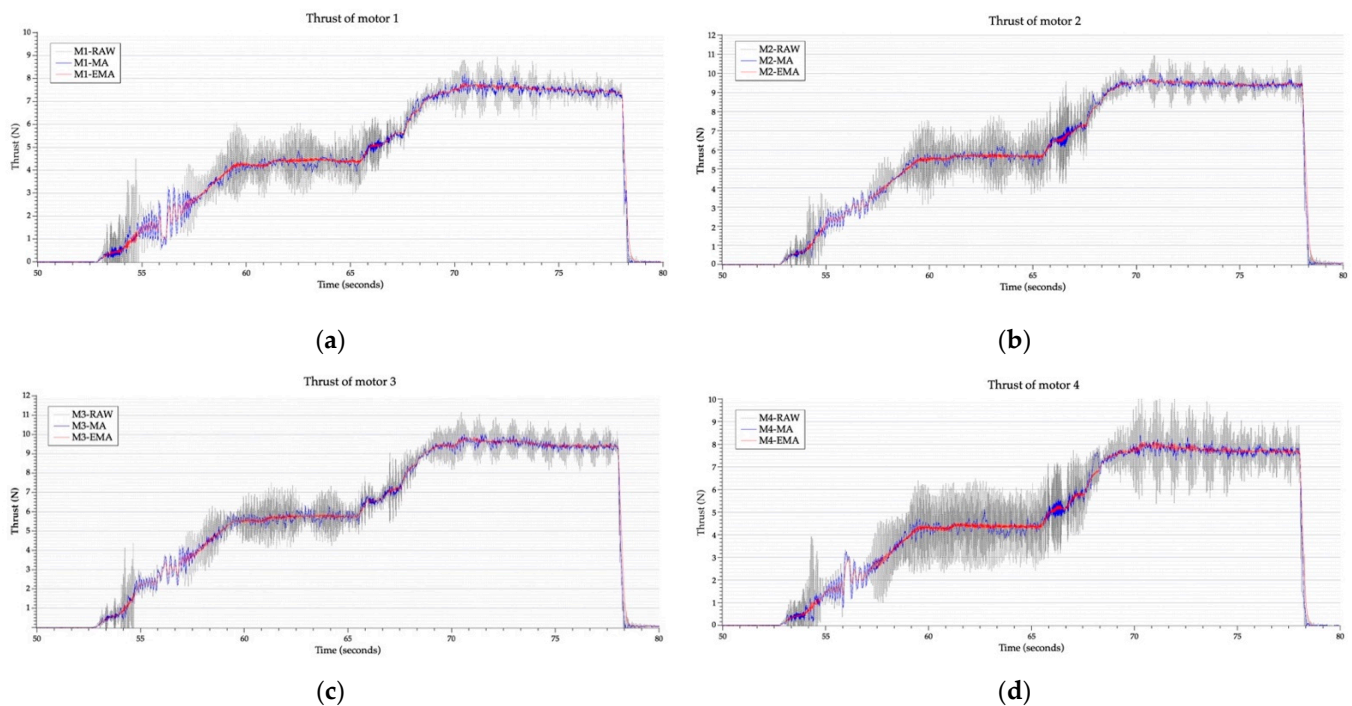 Thrust of motor 1
10
9
8
7
6
5
4
3
2
1
0
Thrust (N)
M1-RAW
M1-MA
M1-EMA
50 55 60 65 70 75 80
Time (seconds)
(a)
Thrust of motor 2
12
11
10
9
8
7
6
5
4
3
2
1
0
Thrust (N)
M2-RAW
M2-MA
M2-EMA
50 55 60 65 70 75 80
Time (seconds)
(b)
Thrust of motor 3
12
11
10
9
8
7
6
5
4
3
2
1
Thrust (N)
M3-RAW
M3-MA
M3-EMA
50 55 60 65 70 75 80
Time (seconds)
(c)
Thrust of motor 4
10
9
8
7
6
5
4
3
2
1
0
Thrust (N)
M4-RAW
M4-MA
M4-EMA
50 55 60 65 70 75 80
Time (seconds)
(d)